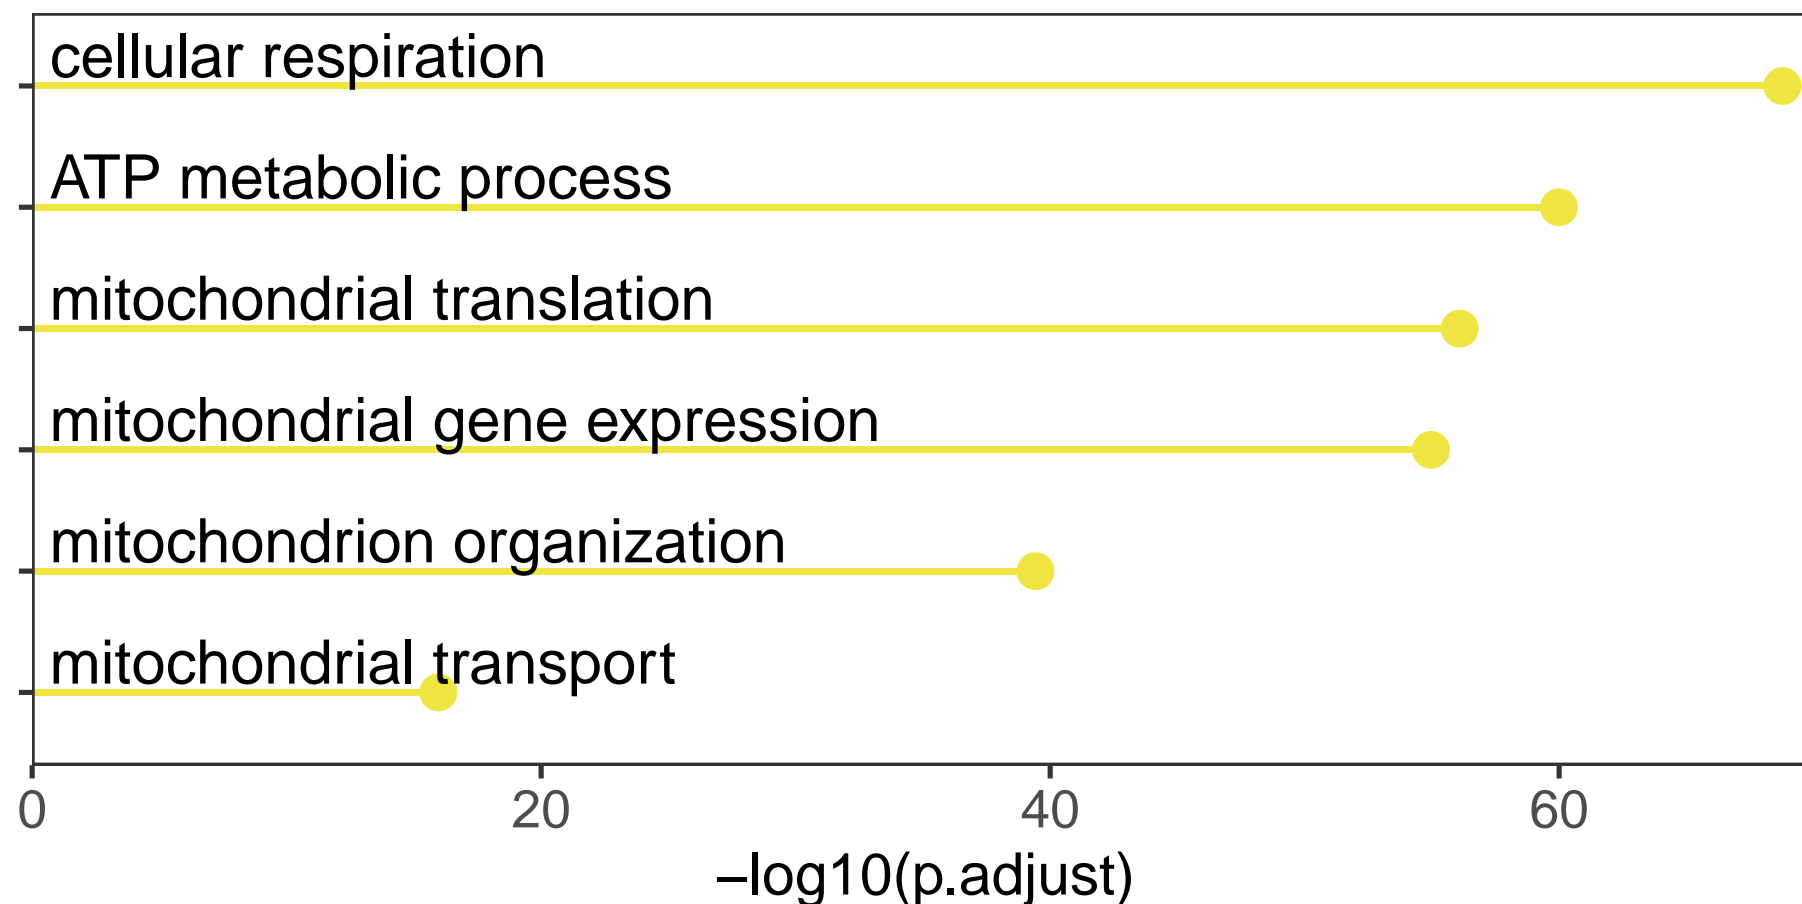 cellular respiration
ATP metabolic process
mitochondrial translation
mitochondrial gene expression
mitochondrion organization
mitochondrial transport
0 20 40 60
–log10(p.adjust)